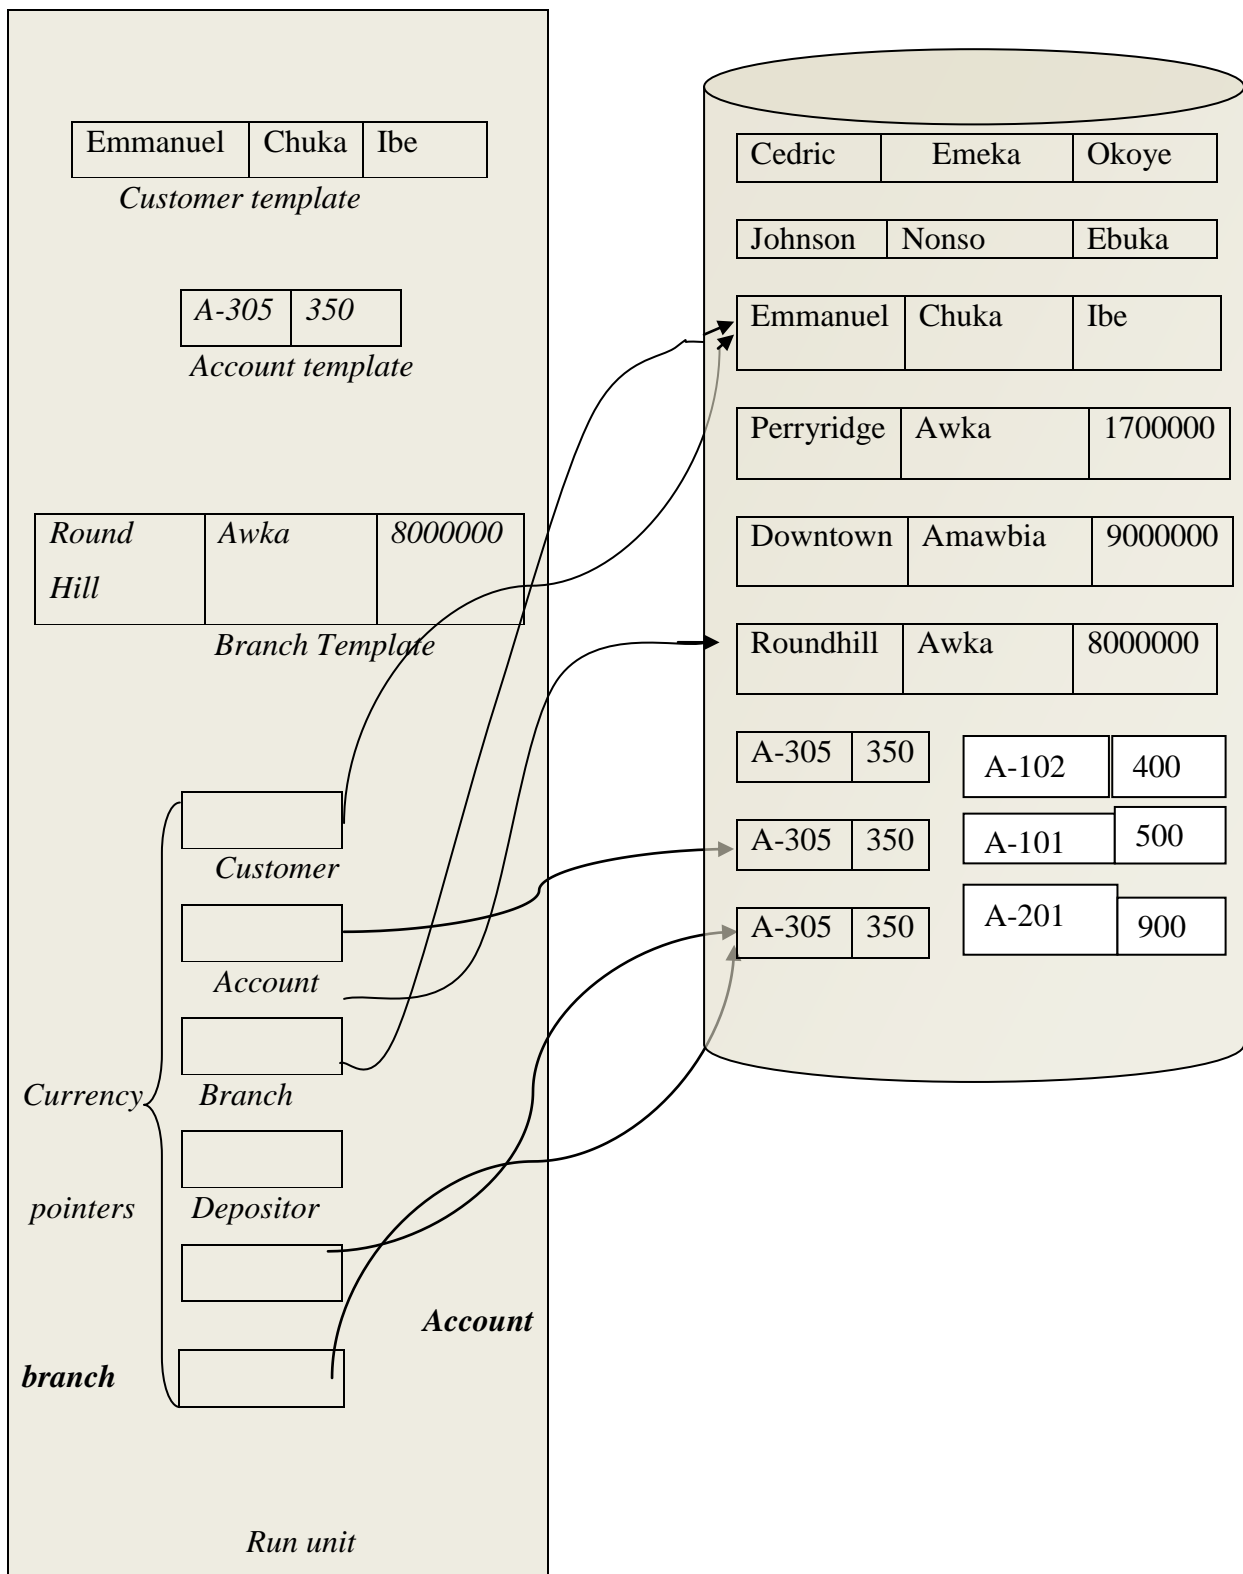 Emmanuel Chuka Ibe
Customer template
A-305 350
Account template
Round Awka 8000000
Hill
Branch Template
Customer
Account
Currency Branch
pointers Depositor
Account
branch
Run unit
Cedric Emeka Okoye
Johnson Nonso Ebuka
Emmanuel Chuka Ibe
Perryridge Awka 1700000
Downtown Amawbia 9000000
Roundhill Awka 8000000
A-305 350 A-102 400
A-305 350 A-101 500
A-305 350 A-201 900